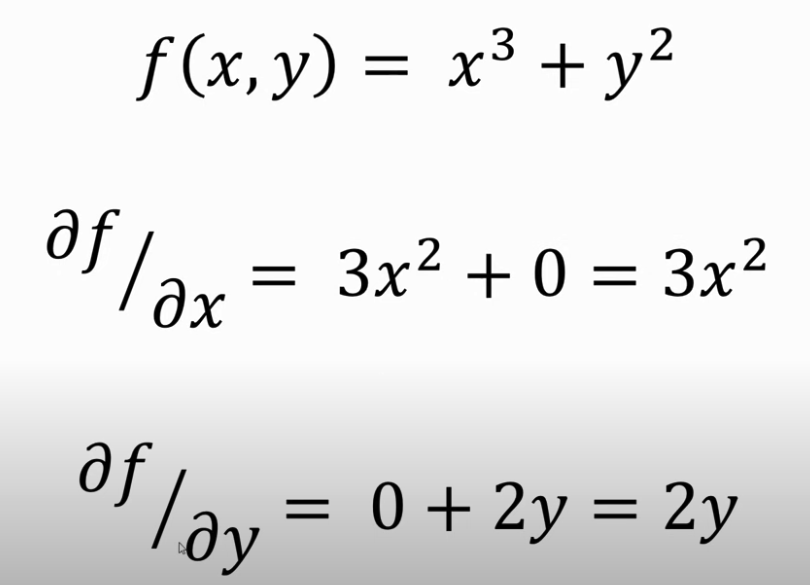 f(x, y) = x³ + y²
∂f/∂x = 3x² + 0 = 3x²
∂f/∂y = 0 + 2y = 2y